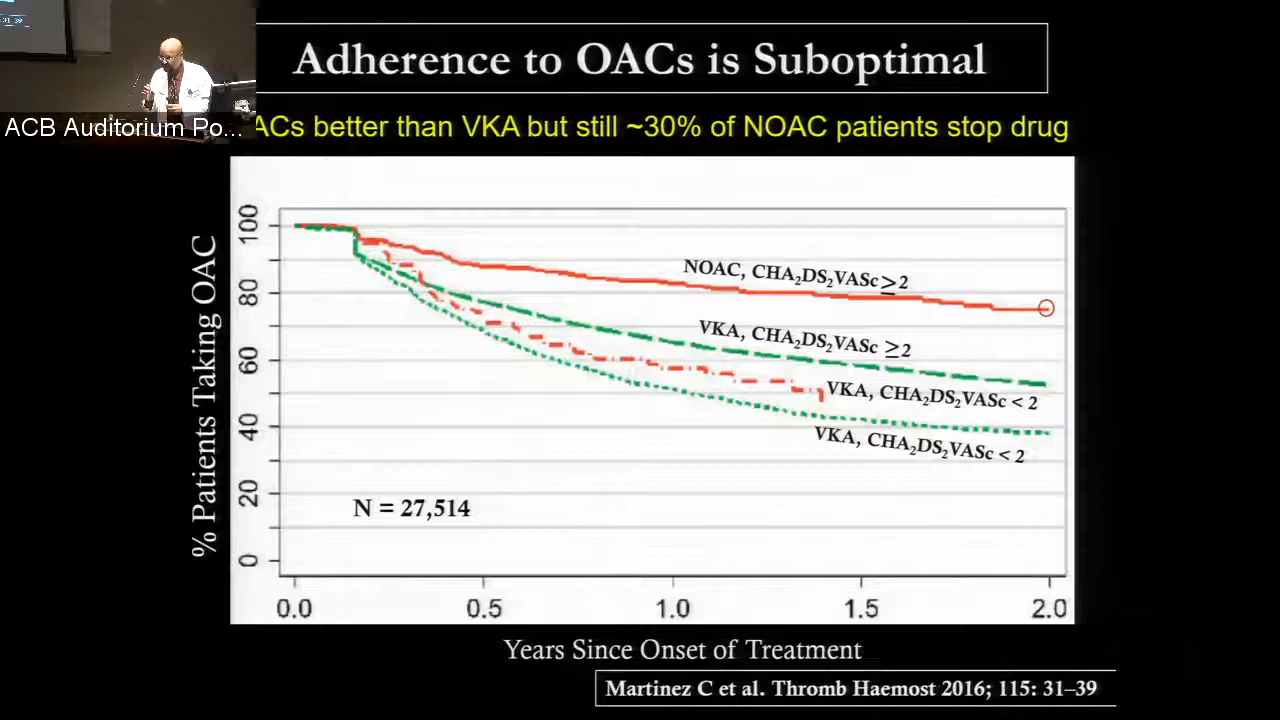 31-39
Adherence to OACs is Suboptimal
ACB Auditorium Po...
ACs better than VKA but still ~30% of NOAC patients stop drug
% Patients Taking OAC
100
80
60
40
20
0
NOAC, CHA₂DS₂VASc ≥ 2
VKA, CHA₂DS₂VASc ≥ 2
VKA, CHA₂DS₂VASc < 2
VKA, CHA₂DS₂VASc < 2
N = 27,514
0.0 0.5 1.0 1.5 2.0
Years Since Onset of Treatment
Martinez C et al. Thromb Haemost 2016; 115: 31–39